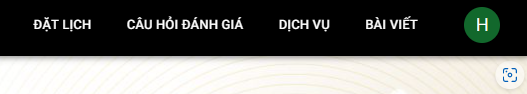 ĐẶT LỊCH CÂU HỎI ĐÁNH GIÁ DỊCH VỤ BÀI VIẾT H